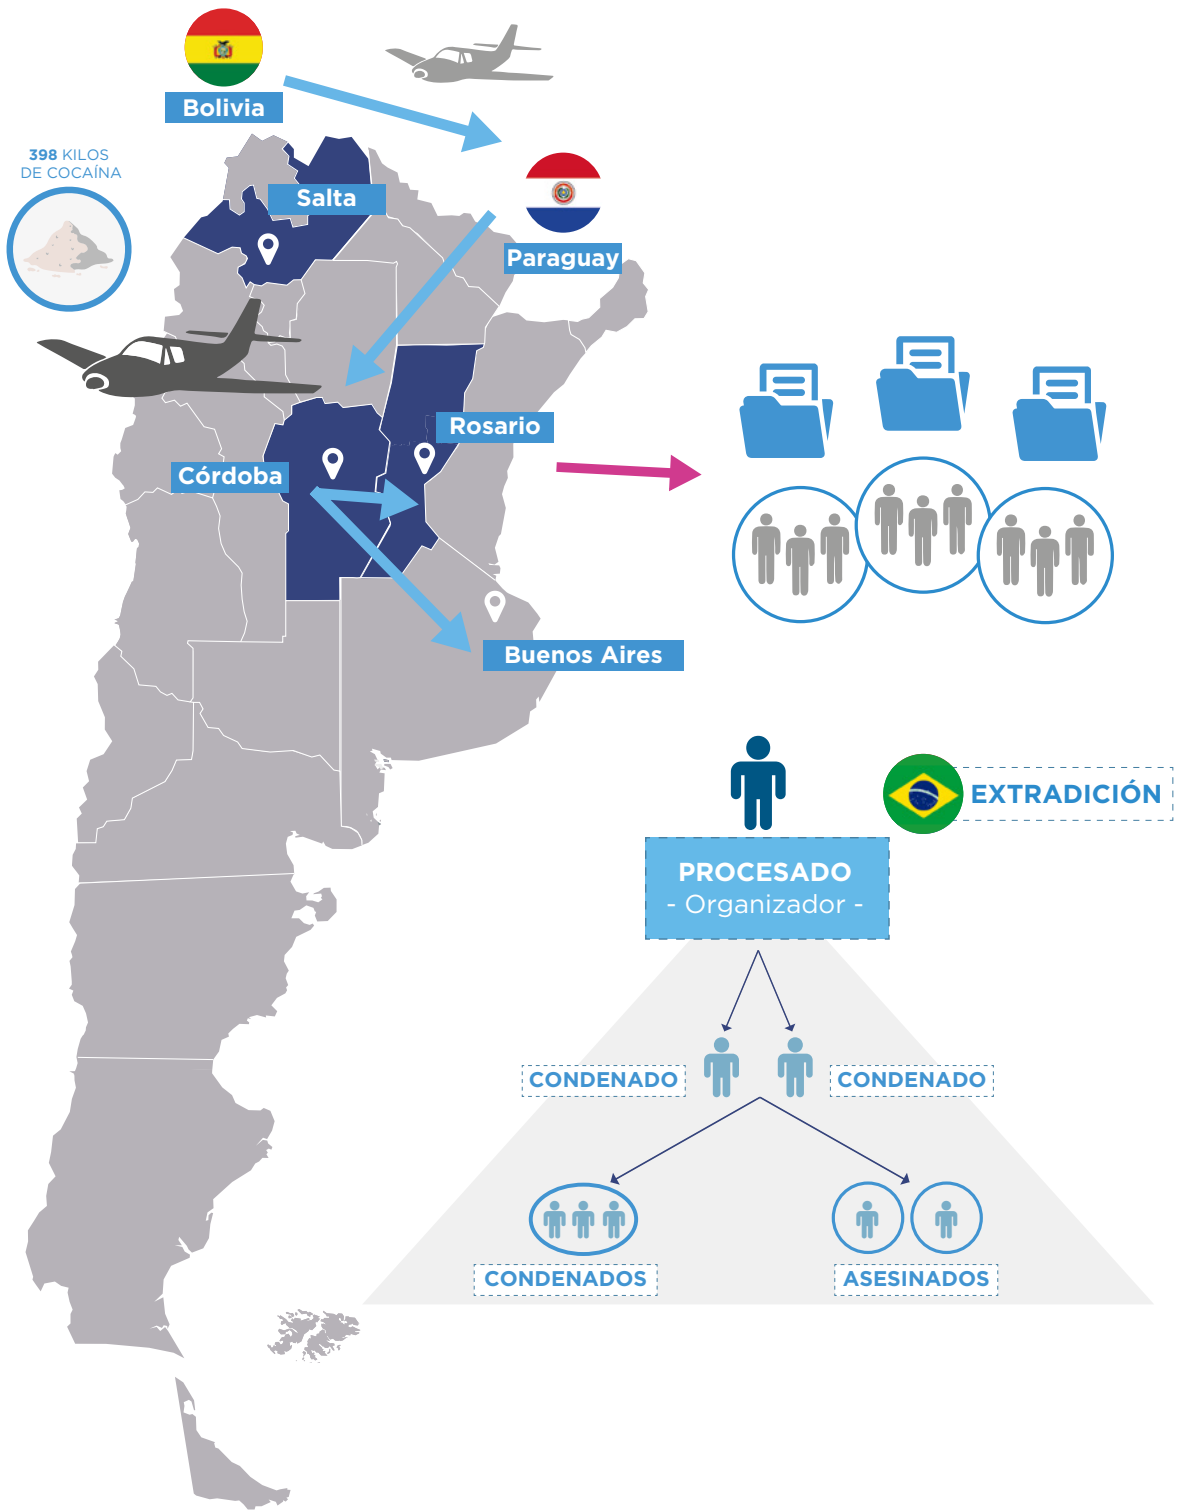 Bolivia
398 KILOS
DE COCAÍNA
Salta
Paraguay
Rosario
Córdoba
Buenos Aires
EXTRADICIÓN
PROCESADO
- Organizador -
CONDENADO
CONDENADO
CONDENADOS
ASESINADOS